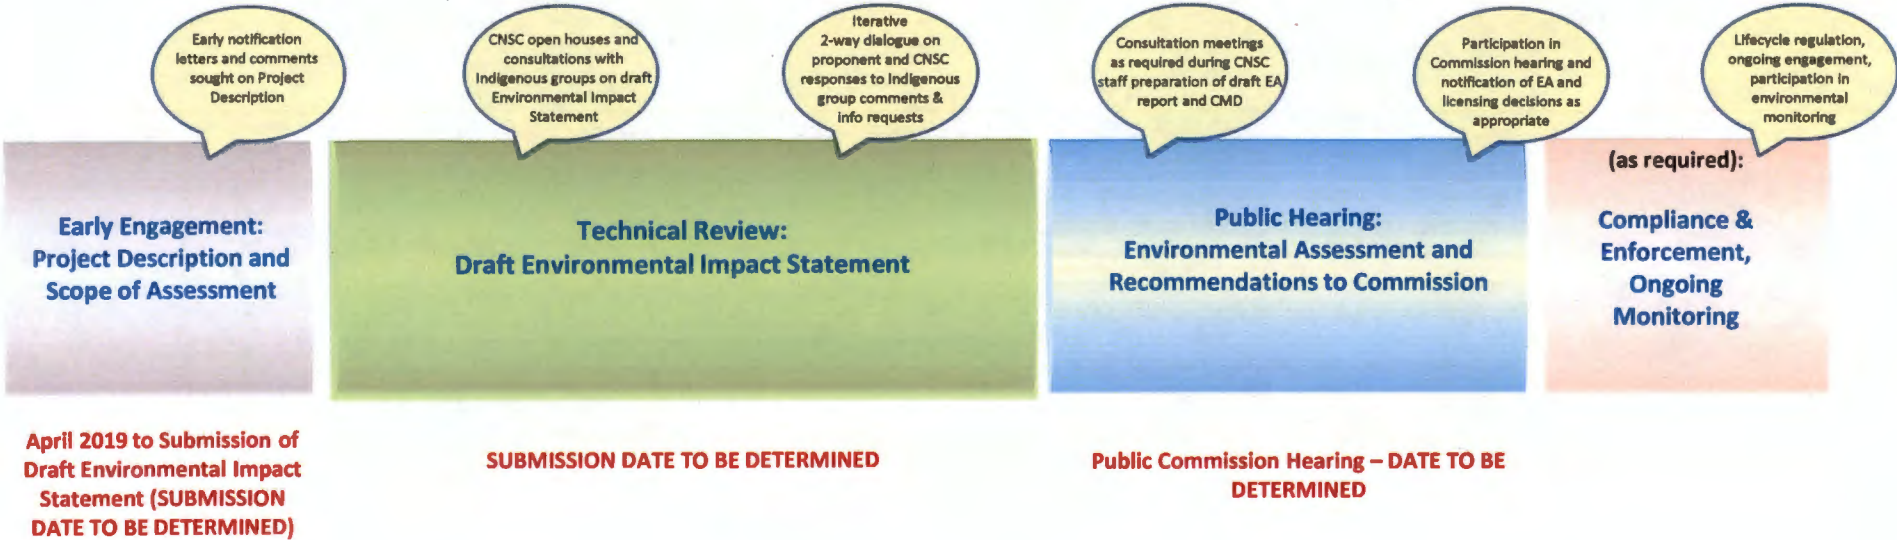 Early notification
letters and comments
sought on Project
Description
CNSC open houses and
consultations with
Indigenous groups on draft
Environmental Impact
Statement
Iterative
2-way dialogue on
proponent and CNSC
responses to Indigenous
group comments &
info requests
Consultation meetings
as required during CNSC
staff preparation of draft EA
report and CMD
Participation in
Commission hearing and
notification of EA and
licensing decisions as
appropriate
Lifecycle regulation,
ongoing engagement,
participation in
environmental
monitoring
Early Engagement:
Project Description and
Scope of Assessment
Technical Review:
Draft Environmental Impact Statement
Public Hearing:
Environmental Assessment and
Recommendations to Commission
(as required):
Compliance &
Enforcement,
Ongoing
Monitoring
April 2019 to Submission of
Draft Environmental Impact
Statement (SUBMISSION
DATE TO BE DETERMINED)
SUBMISSION DATE TO BE DETERMINED
Public Commission Hearing – DATE TO BE
DETERMINED